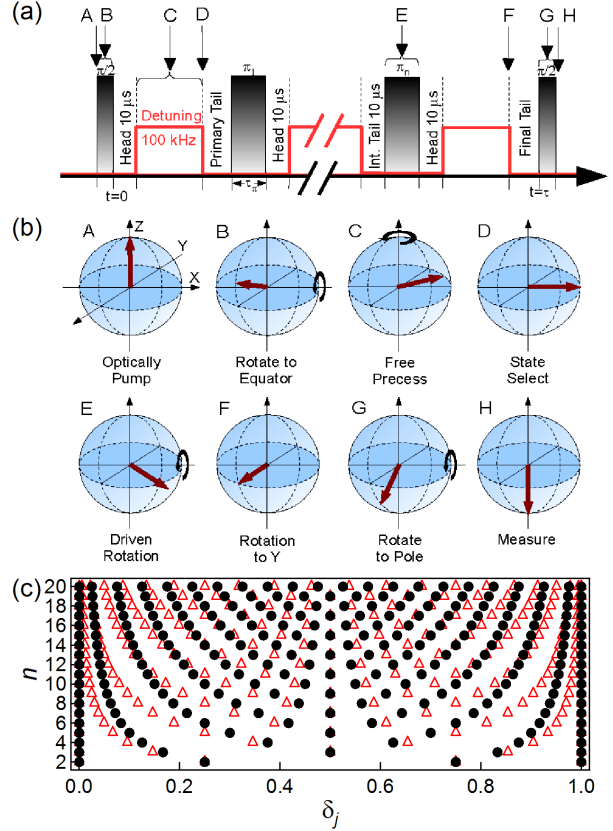 (a)
A B C D E F G H
π/2 π₁ πₙ π/2
Head 10 μs
Detuning
100 kHz
Primary Tail
Head 10 μs
Int. Tail 10 μs
Head 10 μs
Final Tail
τπ
t=0 t=τ
(b)
A Z Y X B C D
Optically
Pump
Rotate to
Equator
Free
Precess
State
Select
E F G H
Driven
Rotation
Rotation
to Y
Rotate
to Pole
Measure
(c)
n
20
18
16
14
12
10
8
6
4
2
0.0 0.2 0.4 0.6 0.8 1.0
δⱼ